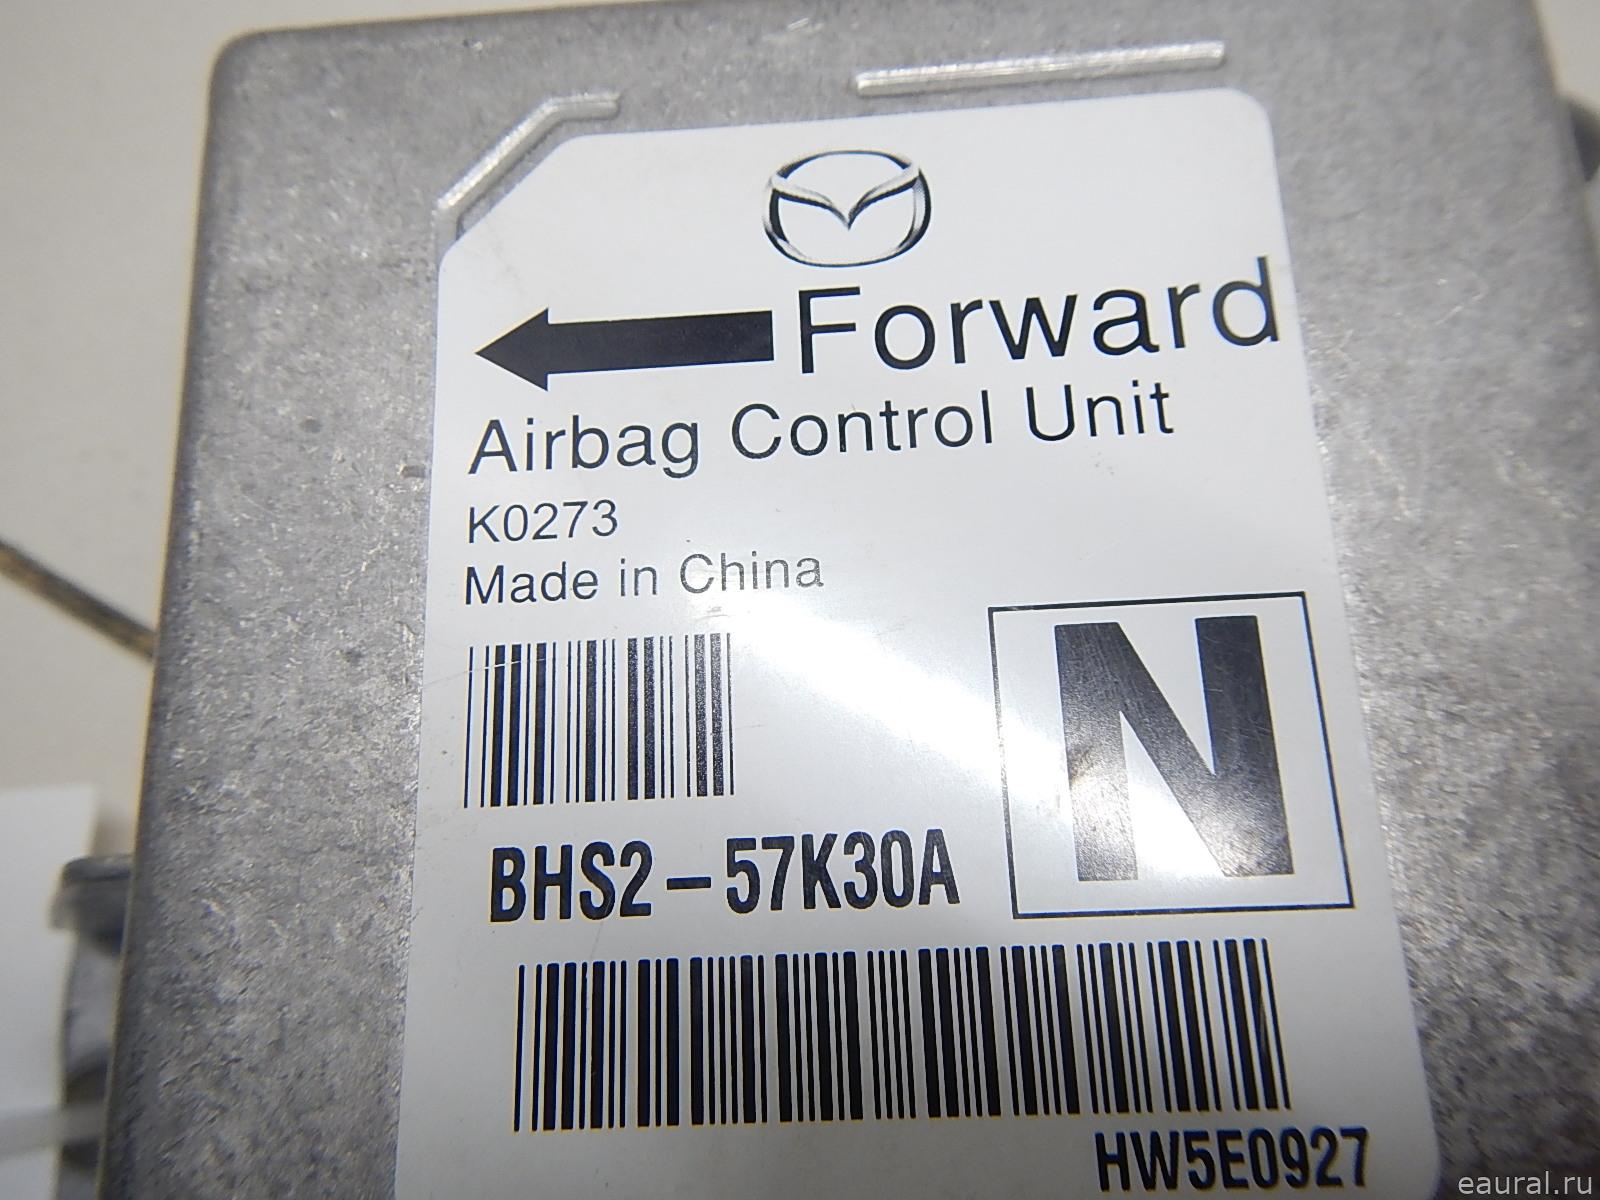 Forward
Airbag Control Unit
K0273
Made in China
N
BHS2-57K30A
HW5E0927
eaural.ru